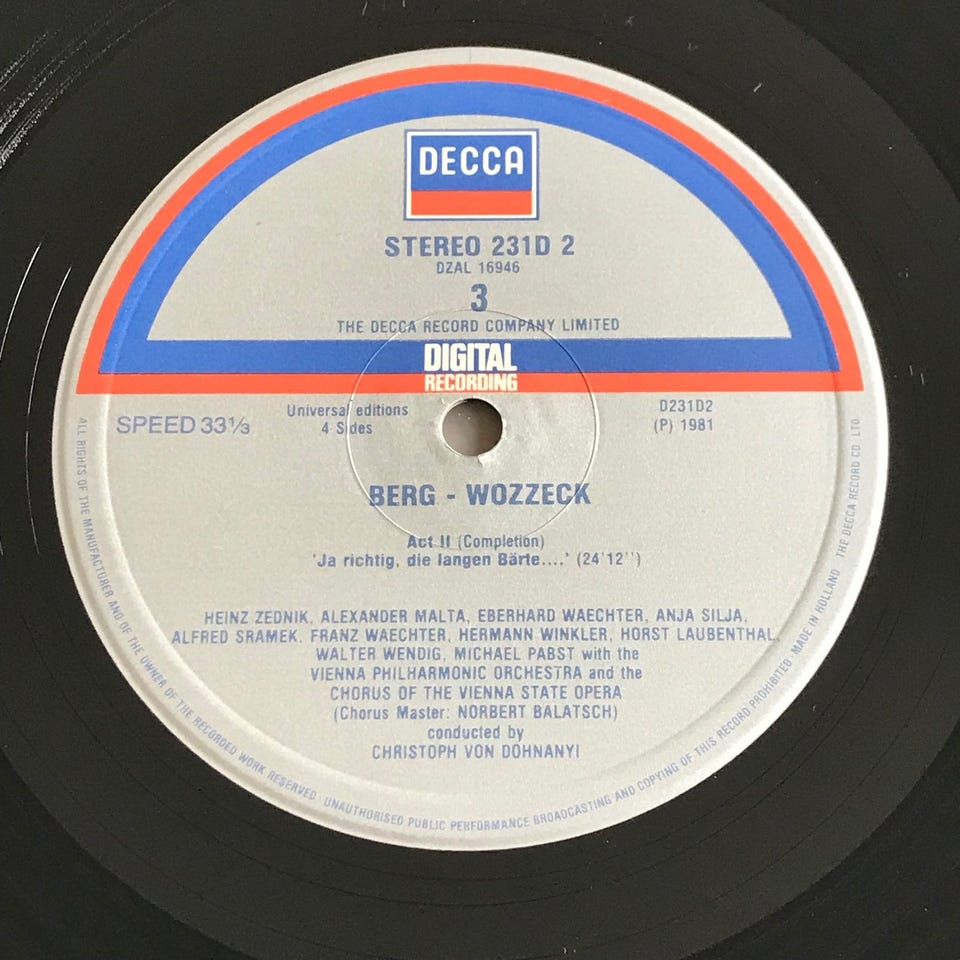 DECCA
STEREO 231D 2
DZAL 16946
3
THE DECCA RECORD COMPANY LIMITED
DIGITAL
RECORDING
SPEED 33⅓
Universal editions
4 Sides
D231D2
(P) 1981
BERG - WOZZECK
Act II (Completion)
'Ja richtig, die langen Bärte....' (24'12'')
HEINZ ZEDNIK, ALEXANDER MALTA, EBERHARD WAECHTER, ANJA SILJA,
ALFRED SRAMEK, FRANZ WAECHTER, HERMANN WINKLER, HORST LAUBENTHAL,
WALTER WENDIG, MICHAEL PABST with the
VIENNA PHILHARMONIC ORCHESTRA and the
CHORUS OF THE VIENNA STATE OPERA
(Chorus Master: NORBERT BALATSCH)
conducted by
CHRISTOPH VON DOHNANYI
ALL RIGHTS OF THE MANUFACTURER AND OF THE OWNER OF THE RECORDED WORK RESERVED · UNAUTHORISED PUBLIC PERFORMANCE BROADCASTING AND COPYING OF THIS RECORD PROHIBITED · MADE IN HOLLAND · THE DECCA RECORD CO. LTD